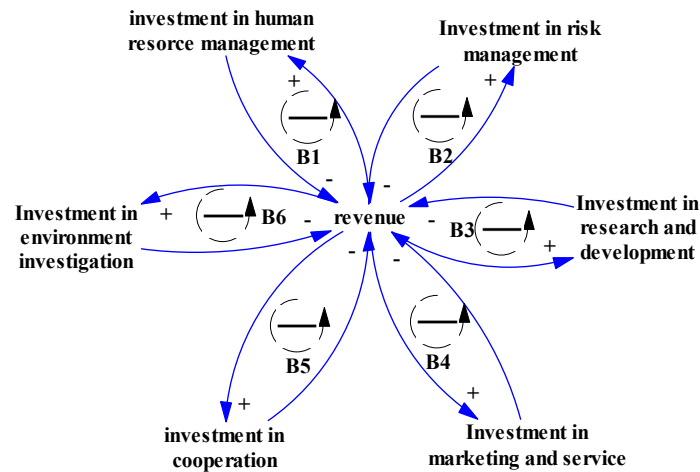 investment in human
resorce management
Investment in risk
management
+
+
B1
B2
-
-
Investment in
environment
investigation
+
B6
-
revenue
-
B3
+
Investment in
research and
development
-
-
B5
B4
+
+
investment in
cooperation
Investment in
marketing and service